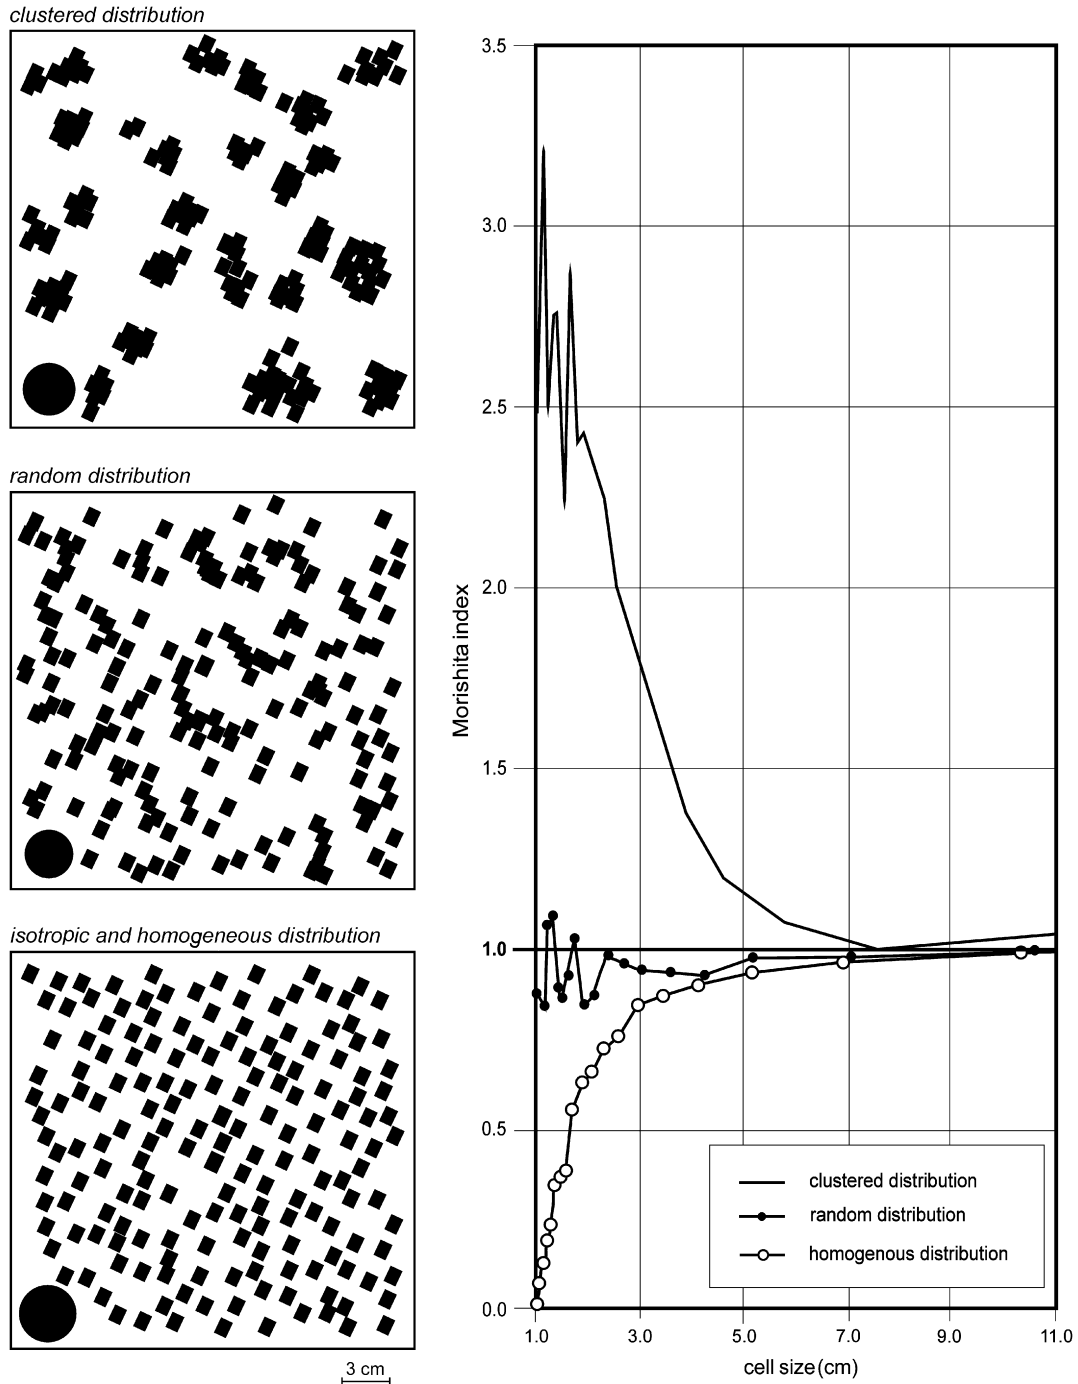 clustered distribution
random distribution
isotropic and homogeneous distribution
3 cm
3.5
3.0
2.5
2.0
1.5
1.0
0.5
0.0
Morishita index
1.0 3.0 5.0 7.0 9.0 11.0
cell size (cm)
clustered distribution
random distribution
homogenous distribution